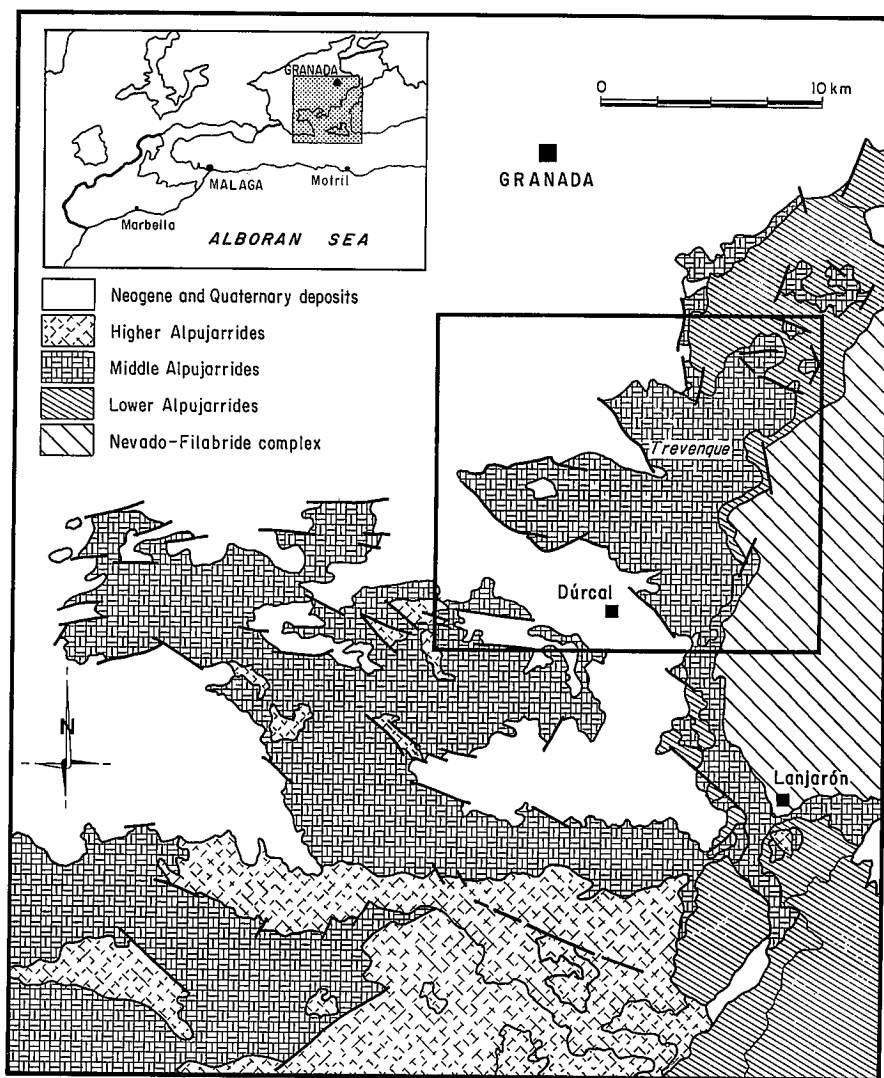 GRANADA
MALAGA
Motril
Marbella
ALBORAN SEA
0 10 km
GRANADA
Neogene and Quaternary deposits
Higher Alpujarrides
Middle Alpujarrides
Lower Alpujarrides
Nevado-Filabride complex
Trevenque
Dúrcal
N
Lanjarón